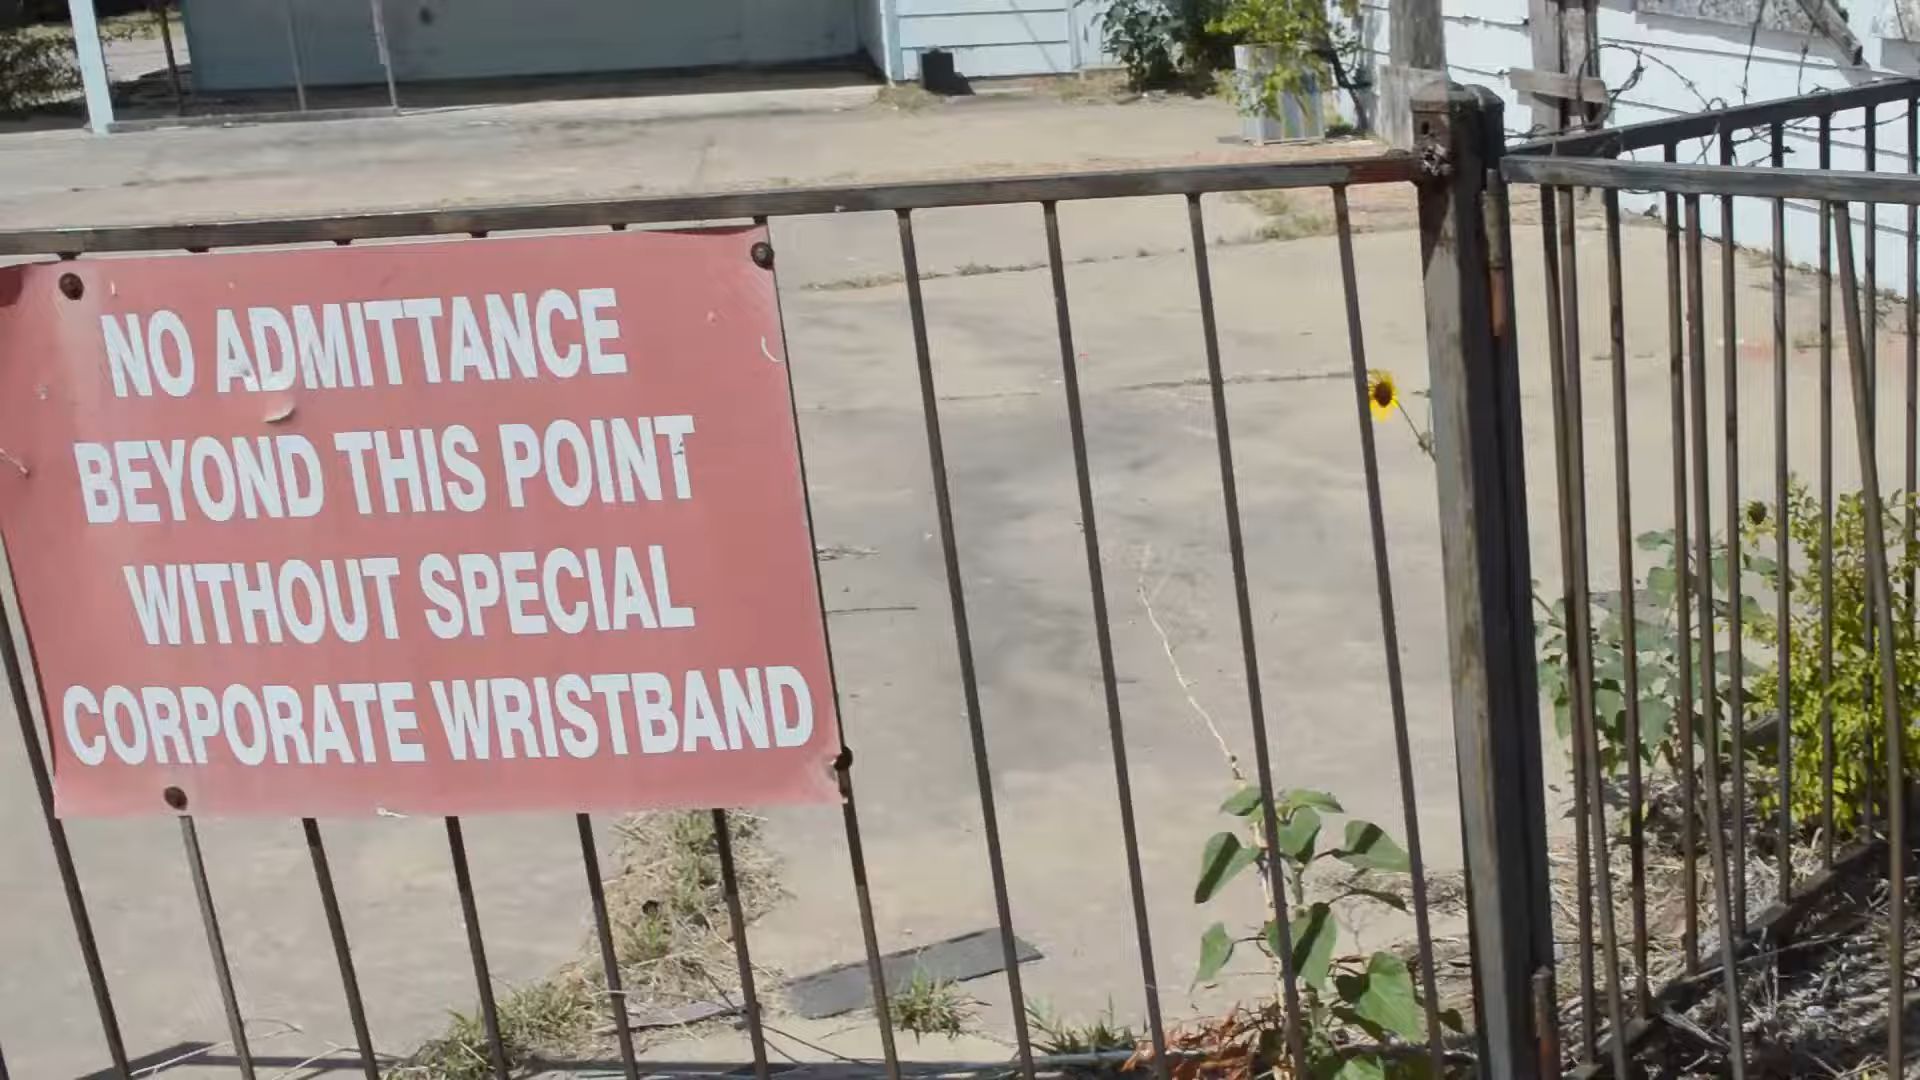 NO ADMITTANCE
BEYOND THIS POINT
WITHOUT SPECIAL
CORPORATE WRISTBAND